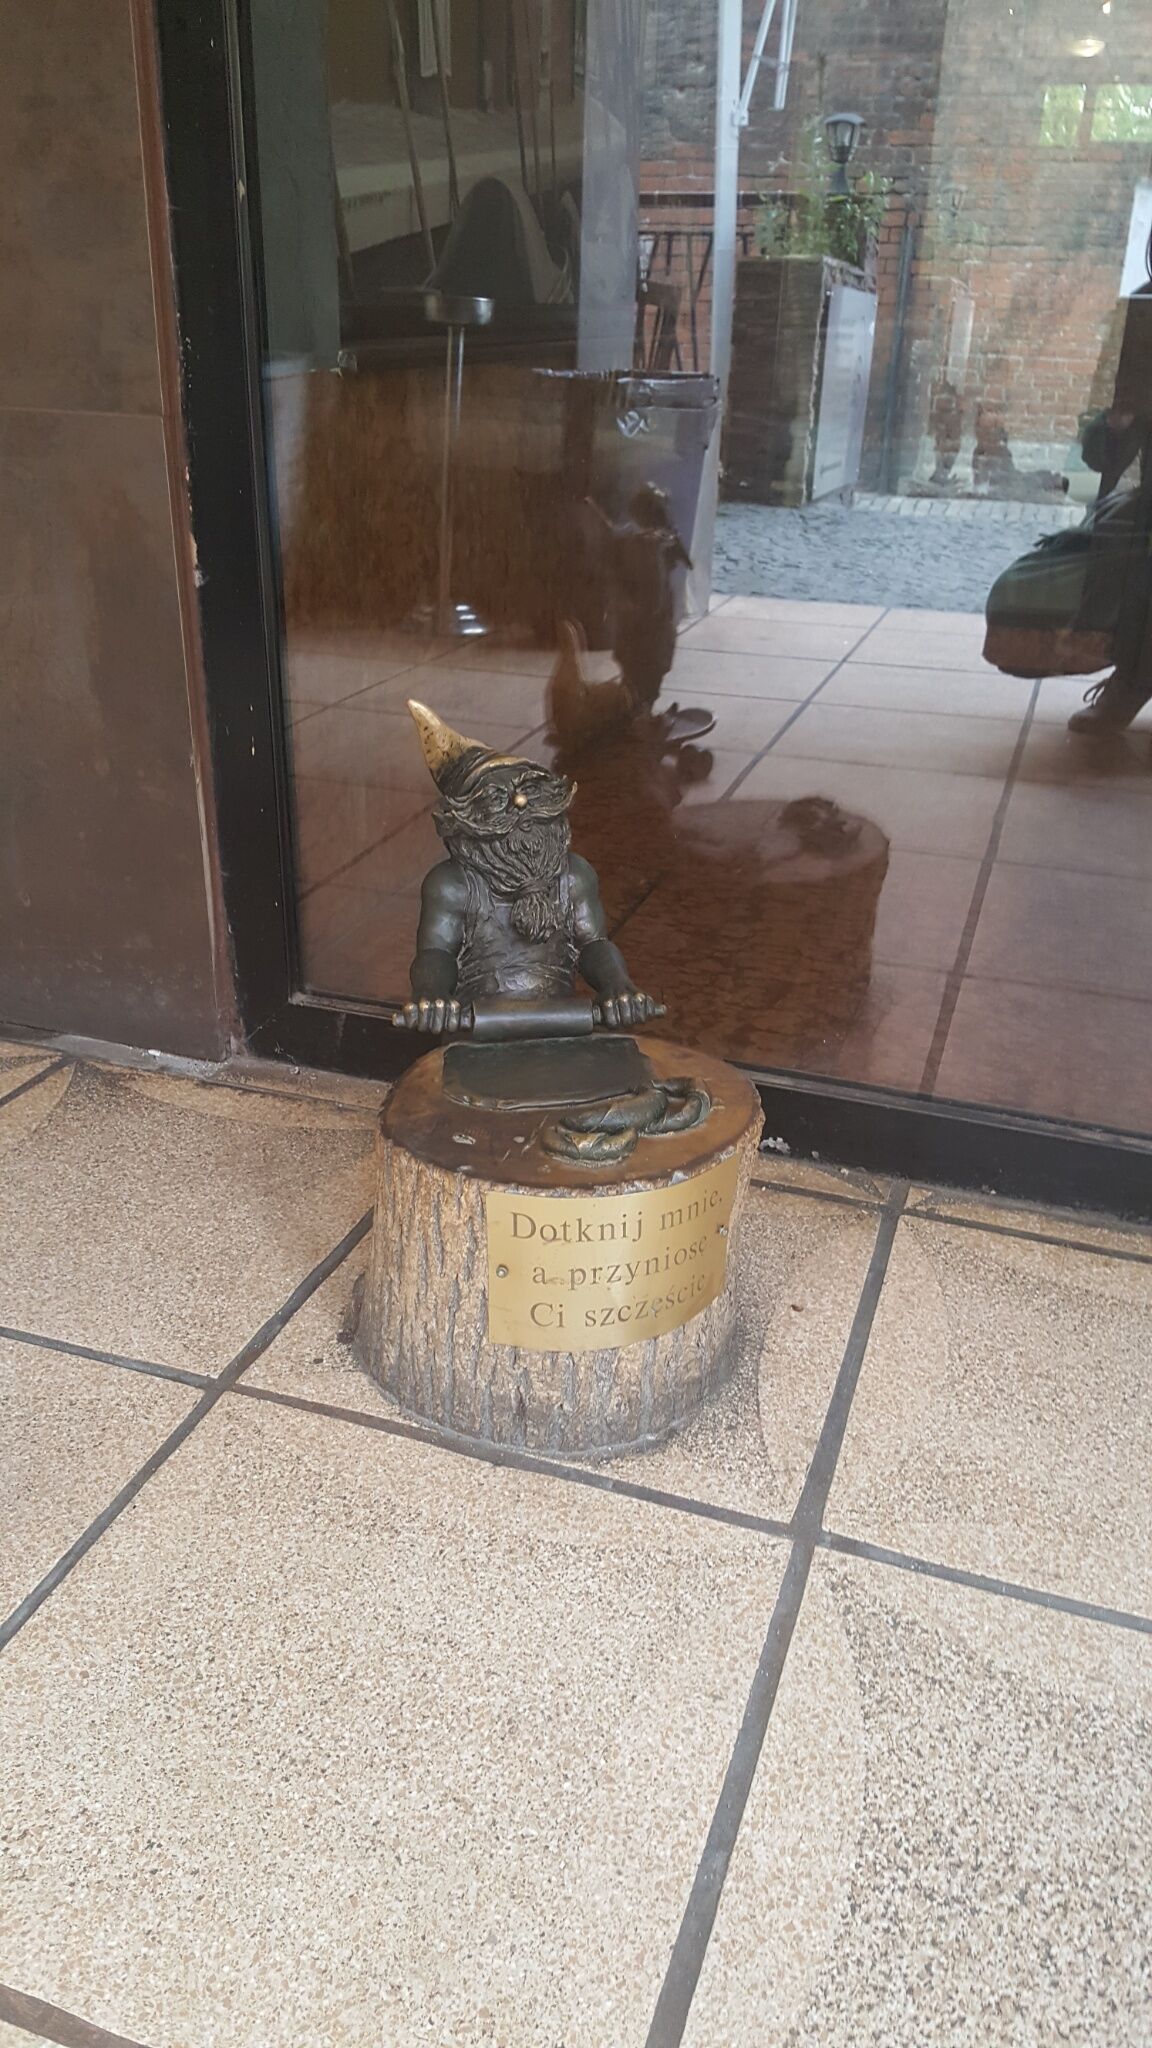 Dotknij mnie,
a przyniosę
Ci szczęście